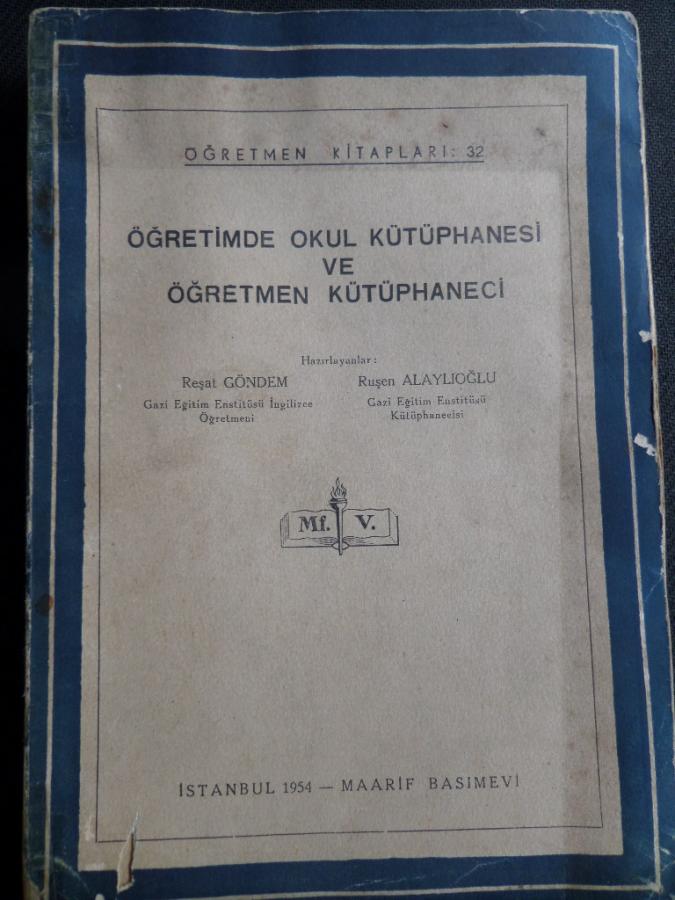 ÖĞRETMEN KİTAPLARI: 32
ÖĞRETİMDE OKUL KÜTÜPHANESİ
VE
ÖĞRETMEN KÜTÜPHANECİ
Hazırlayanlar:
Reşat GÖNDEM Ruşen ALAYLIOĞLU
Gazi Eğitim Enstitüsü İngilizce Gazi Eğitim Enstitüsü
Öğretmeni Kütüphanecisi
Mf. V.
İSTANBUL 1954 — MAARİF BASIMEVİ